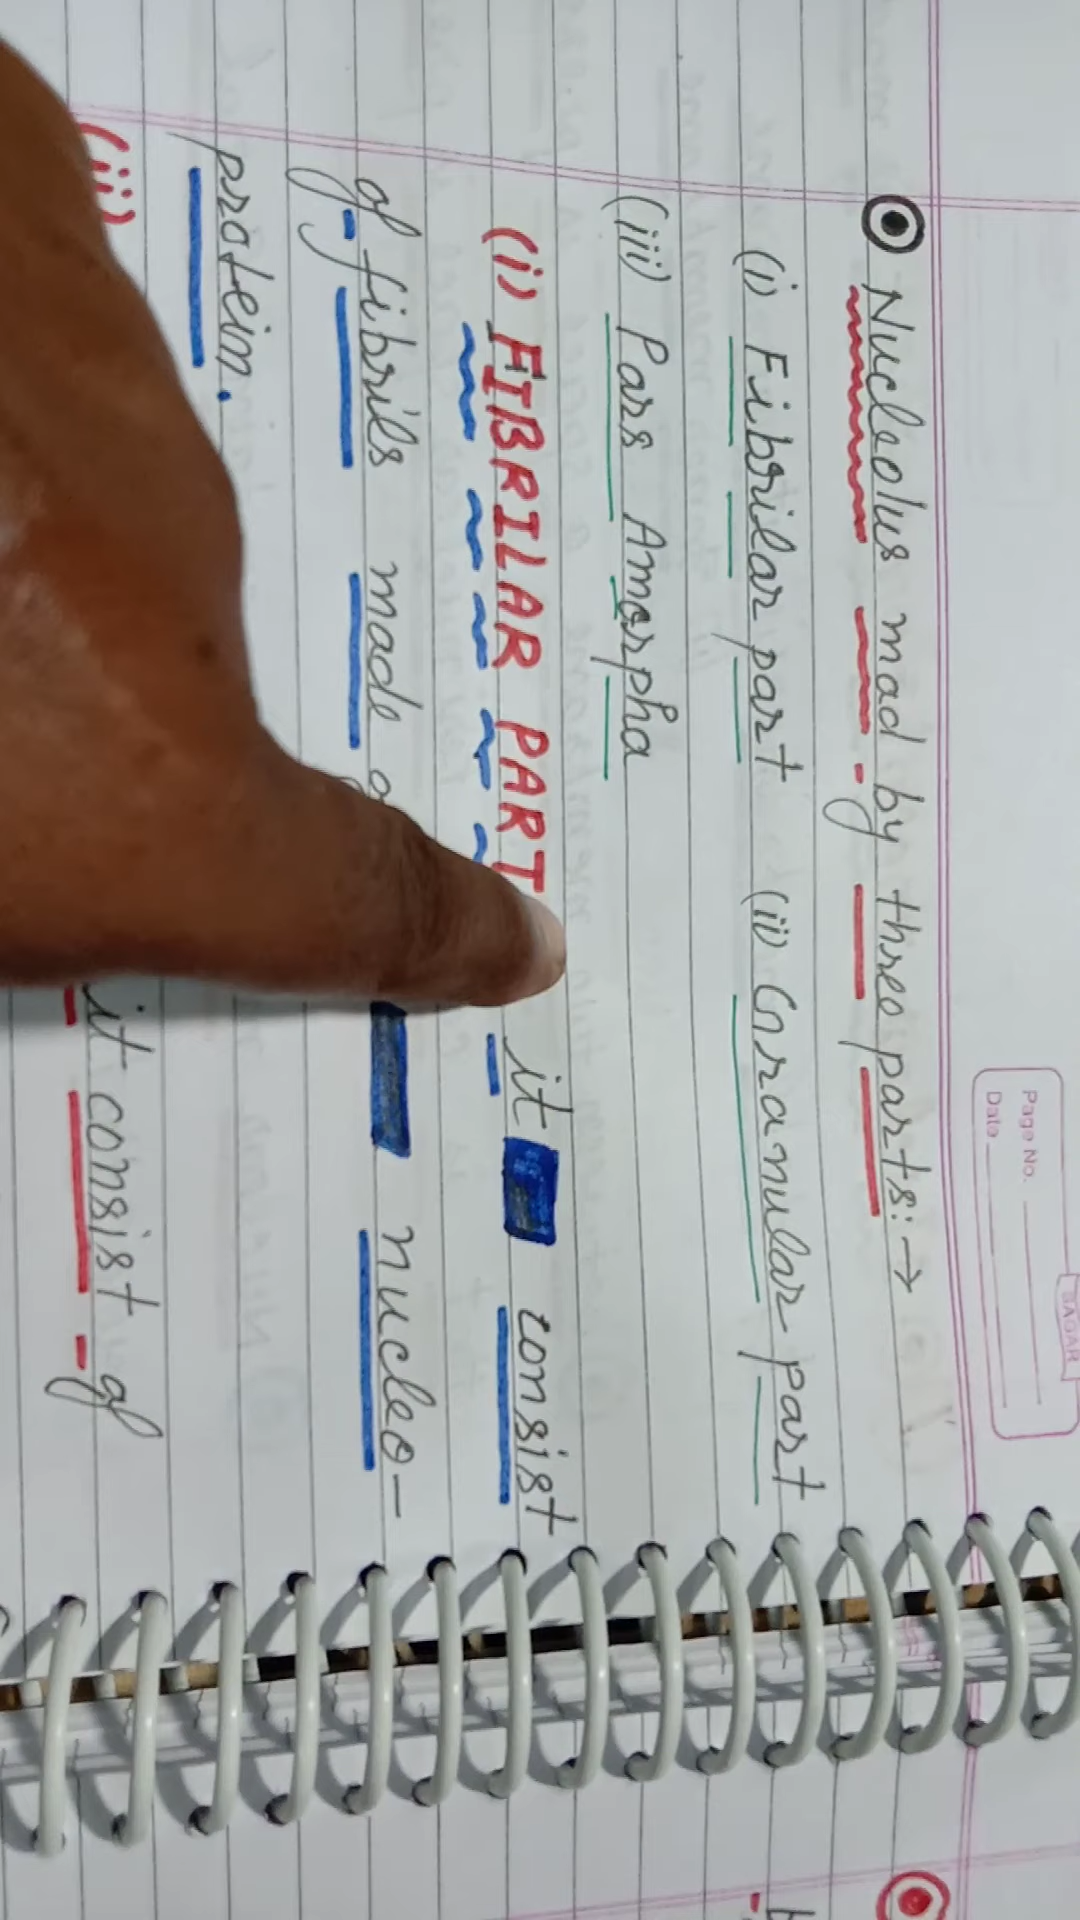 SAGAR
Page No.
Date
Nucleolus mad by three parts:→
(i) Fibrilar part (ii) Granular part
(iii) Pars Amorpha
(i) FIBRILAR PART it consist
of fibrils made nucleo-
protein.
(ii) it consist of